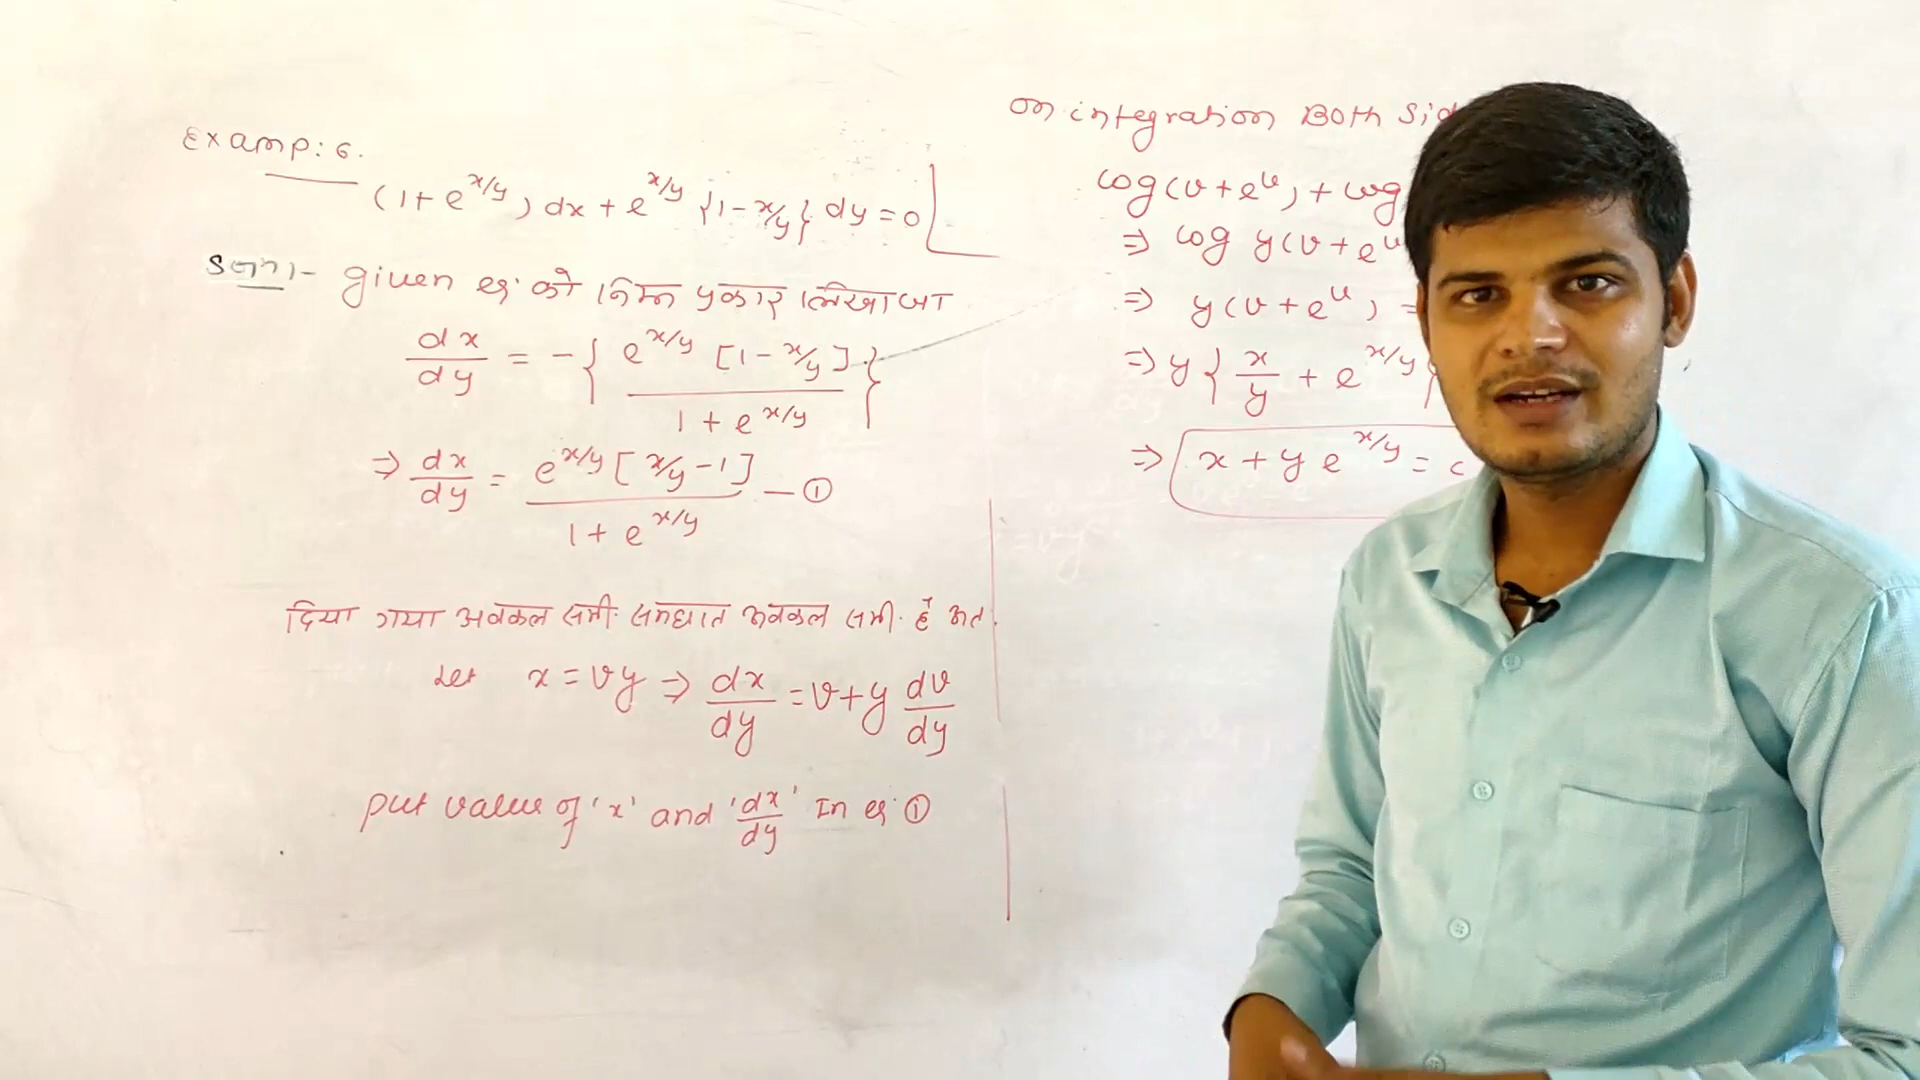 Examp: 6.
(1 + e^{x/y}) dx + e^{x/y} {1 - x/y} dy = 0
Soln:- given eq. को निम्न प्रकार लिखा जा
dx/dy = - { e^{x/y} [1 - x/y] / 1 + e^{x/y} }
⇒ dx/dy = e^{x/y} [x/y - 1] / 1 + e^{x/y} — ①
दिया गया अवकल समी. समघात अवकल समी. है अत:
Let x = vy ⇒ dx/dy = v + y dv/dy
put value of 'x' and 'dx/dy' In eq. ①
on integration Both Sid
log (v + e^v) + log
⇒ log y (v + e^v
⇒ y (v + e^v) =
⇒ y { x/y + e^{x/y} }
⇒ x + y e^{x/y} = c